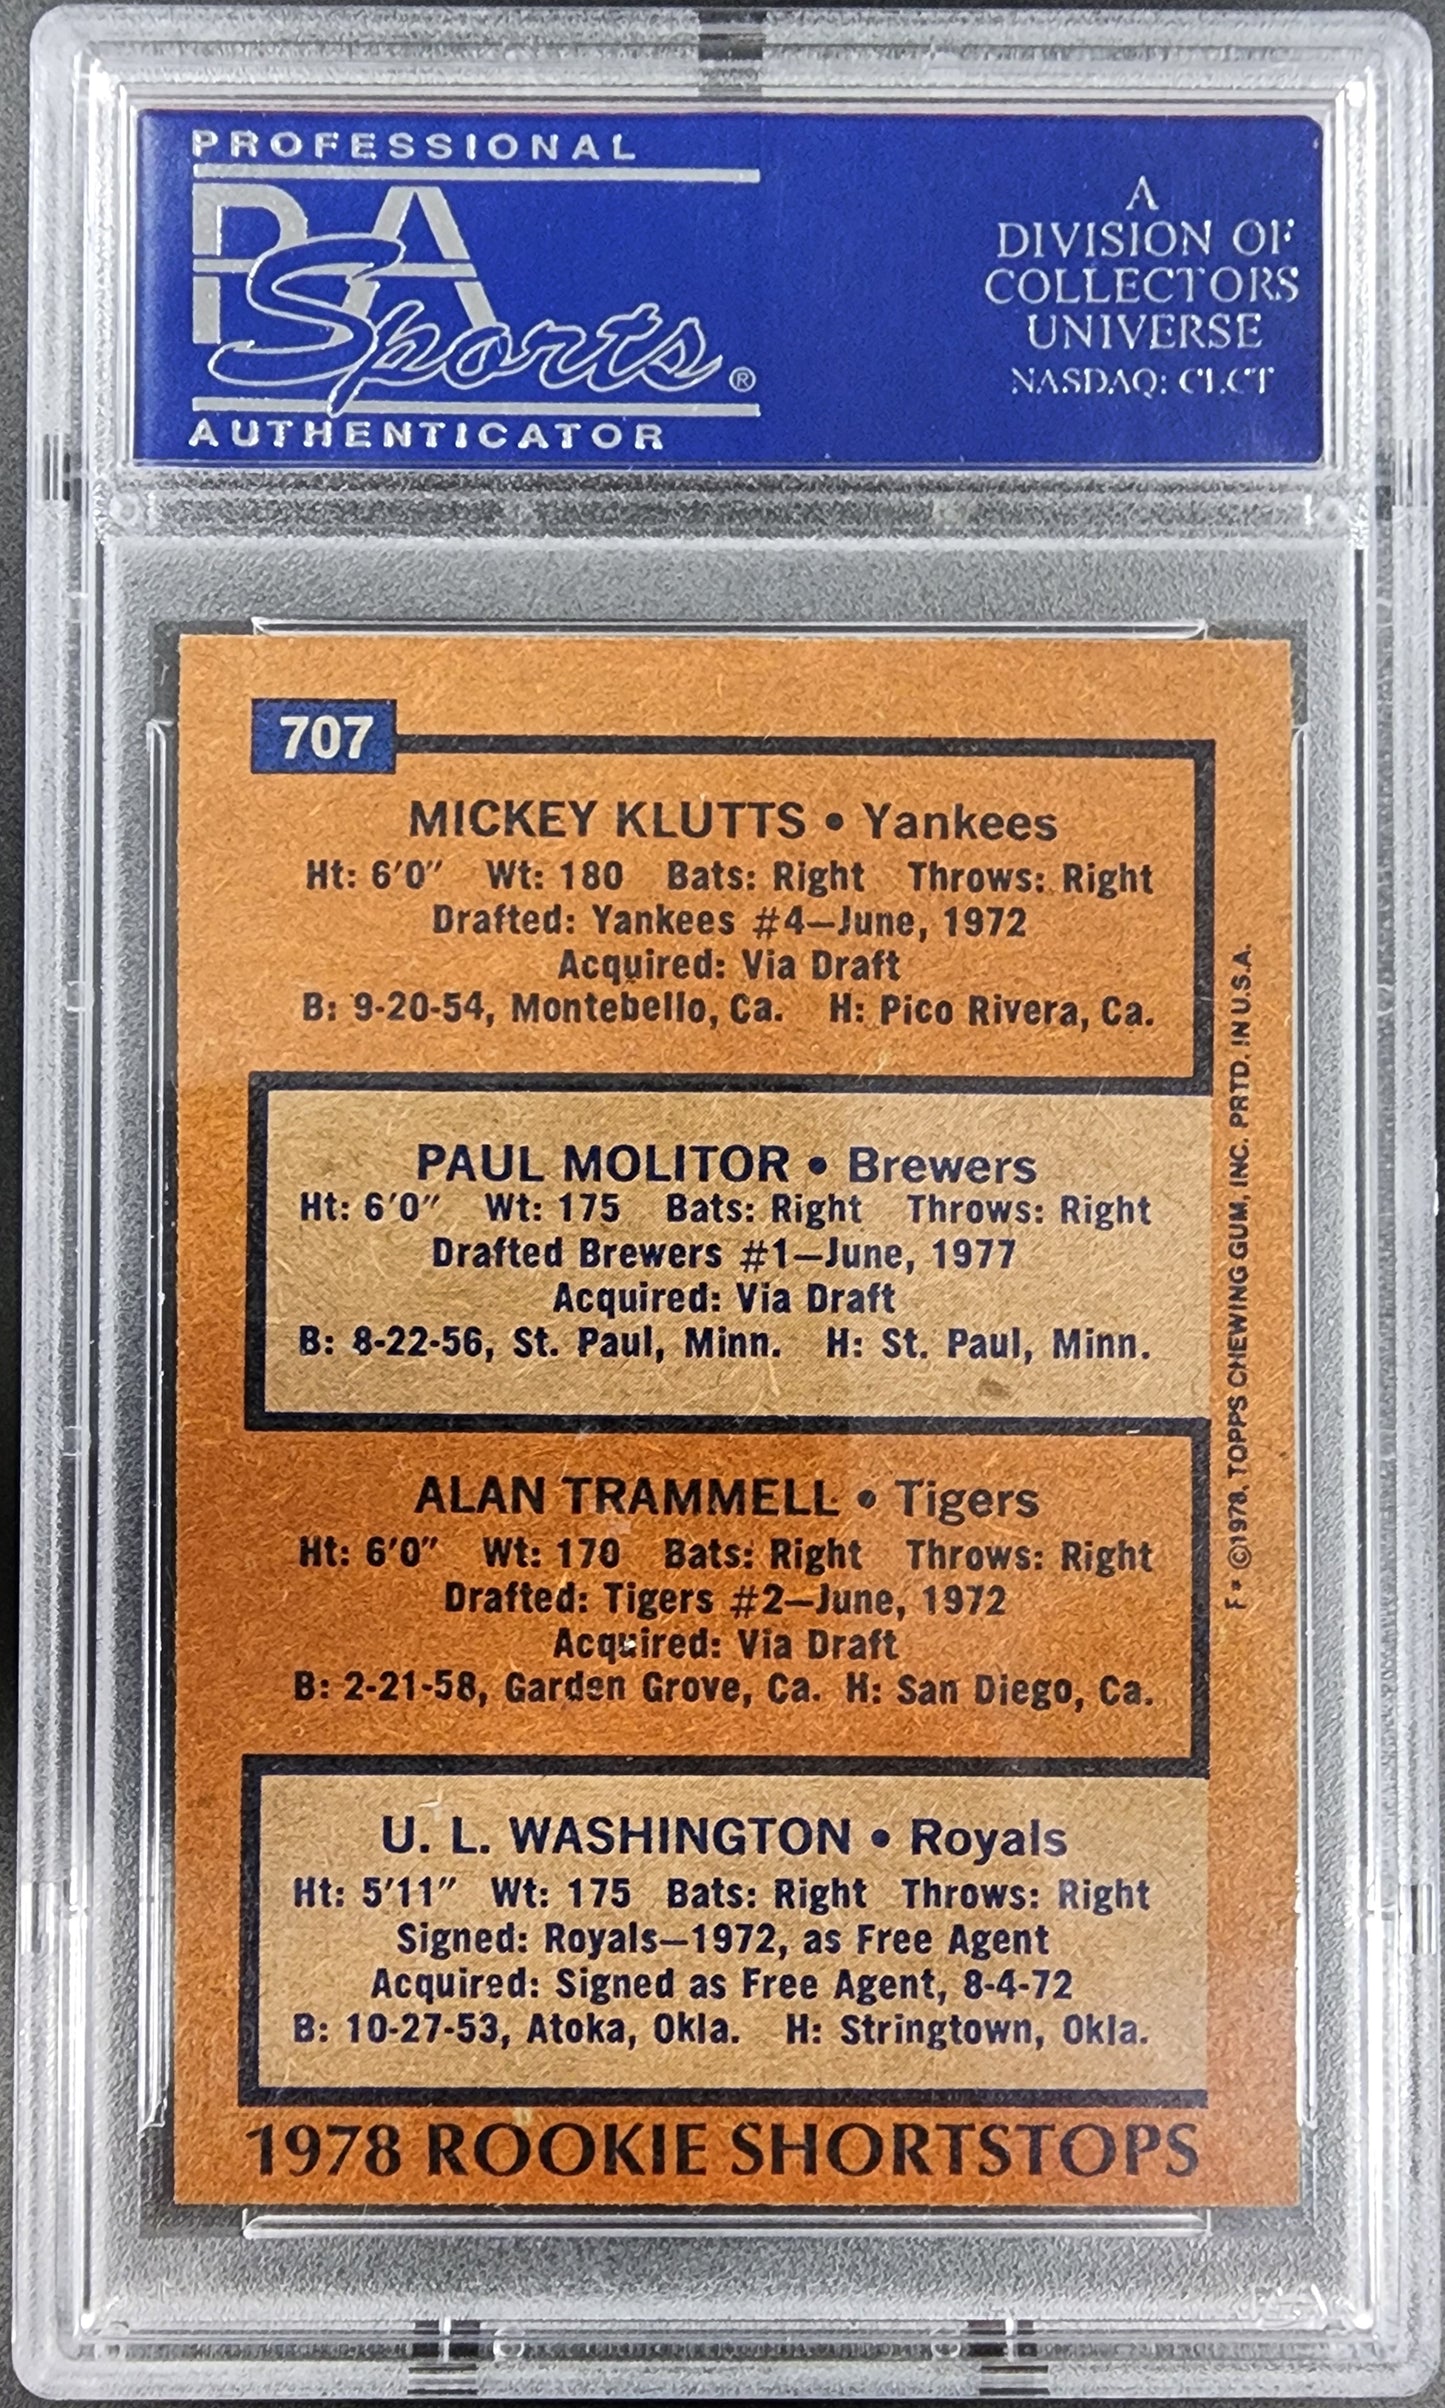 PROFESSIONAL
PSA
Sports®
AUTHENTICATOR
A
DIVISION OF
COLLECTORS
UNIVERSE
NASDAQ: CLCT
707
MICKEY KLUTTS • Yankees
Ht: 6'0" Wt: 180 Bats: Right Throws: Right
Drafted: Yankees #4—June, 1972
Acquired: Via Draft
B: 9-20-54, Montebello, Ca. H: Pico Rivera, Ca.
PAUL MOLITOR • Brewers
Ht: 6'0" Wt: 175 Bats: Right Throws: Right
Drafted Brewers #1—June, 1977
Acquired: Via Draft
B: 8-22-56, St. Paul, Minn. H: St. Paul, Minn.
ALAN TRAMMELL • Tigers
Ht: 6'0" Wt: 170 Bats: Right Throws: Right
Drafted: Tigers #2—June, 1972
Acquired: Via Draft
B: 2-21-58, Garden Grove, Ca. H: San Diego, Ca.
U. L. WASHINGTON • Royals
Ht: 5'11" Wt: 175 Bats: Right Throws: Right
Signed: Royals—1972, as Free Agent
Acquired: Signed as Free Agent, 8-4-72
B: 10-27-53, Atoka, Okla. H: Stringtown, Okla.
1978 ROOKIE SHORTSTOPS
F* ©1978, TOPPS CHEWING GUM, INC. PRTD. IN U.S.A.